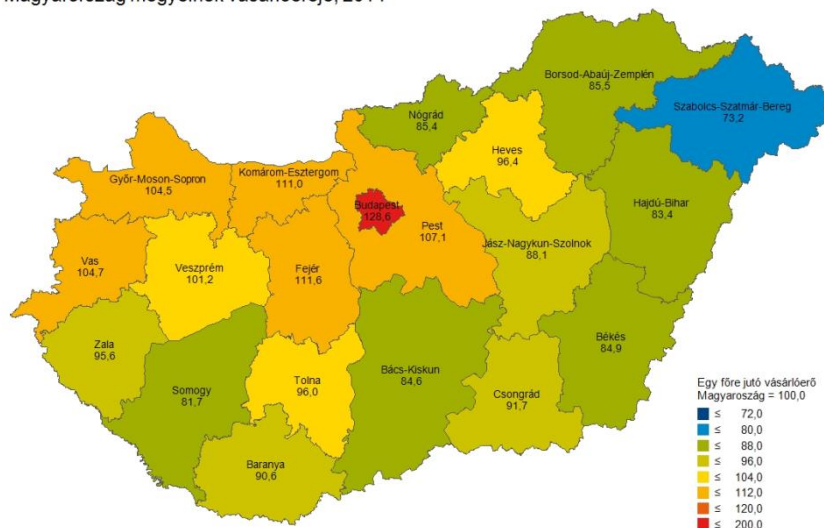 Borsod-Abaúj-Zemplén
85,5
Szabolcs-Szatmár-Bereg
73,2
Nógrád
85,4
Heves
96,4
Győr-Moson-Sopron
104,5
Komárom-Esztergom
111,0
Hajdú-Bihar
83,4
Budapest
128,6
Pest
107,1
Jász-Nagykun-Szolnok
88,1
Vas
104,7
Veszprém
101,2
Fejér
111,6
Zala
95,6
Békés
84,9
Somogy
81,7
Tolna
96,0
Bács-Kiskun
84,6
Csongrád
91,7
Baranya
90,6
Egy főre jutó vásárlóerő
Magyaroszág = 100,0
≤ 72,0
≤ 80,0
≤ 88,0
≤ 96,0
≤ 104,0
≤ 112,0
≤ 120,0
≤ 200,0